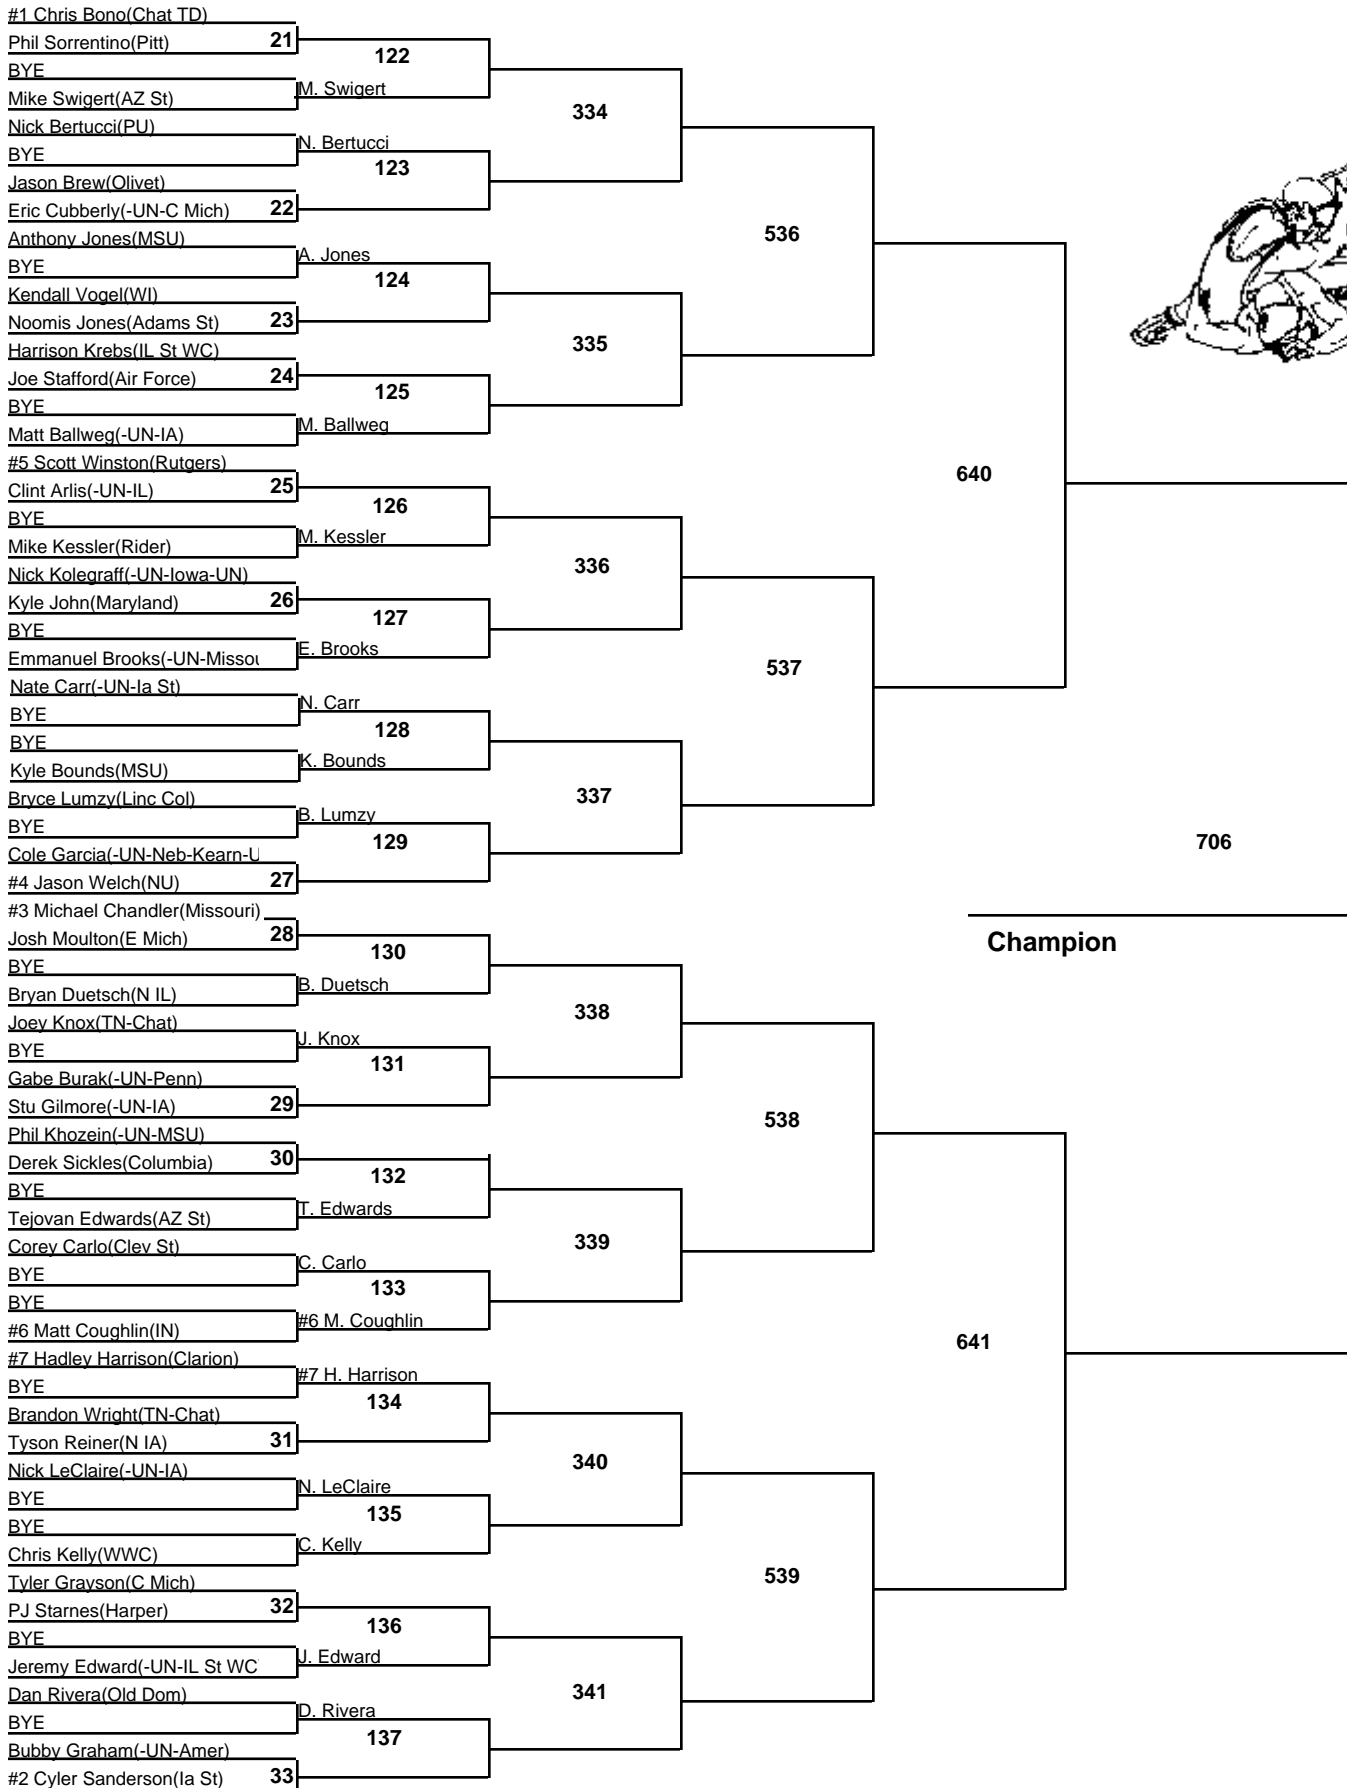 #1 Chris Bono(Chat TD)
Phil Sorrentino(Pitt) 21
122
BYE
M. Swigert
Mike Swigert(AZ St)
334
Nick Bertucci(PU)
N. Bertucci
BYE
123
Jason Brew(Olivet)
Eric Cubberly(-UN-C Mich) 22
536
Anthony Jones(MSU)
A. Jones
BYE
124
Kendall Vogel(WI)
Noomis Jones(Adams St) 23
335
Harrison Krebs(IL St WC)
Joe Stafford(Air Force) 24
125
BYE
M. Ballweg
Matt Ballweg(-UN-IA)
#5 Scott Winston(Rutgers)
640
Clint Arlis(-UN-IL) 25
126
BYE
M. Kessler
Mike Kessler(Rider)
336
Nick Kolegraff(-UN-Iowa-UN)
Kyle John(Maryland) 26
127
BYE
E. Brooks
Emmanuel Brooks(-UN-Missou
537
Nate Carr(-UN-Ia St)
N. Carr
BYE
128
BYE
K. Bounds
Kyle Bounds(MSU)
337
Bryce Lumzy(Linc Col)
B. Lumzy
BYE
129
706
Cole Garcia(-UN-Neb-Kearn-U
#4 Jason Welch(NU) 27
#3 Michael Chandler(Missouri)
Josh Moulton(E Mich) 28
Champion
130
BYE
B. Duetsch
Bryan Duetsch(N IL)
338
Joey Knox(TN-Chat)
J. Knox
BYE
131
Gabe Burak(-UN-Penn)
Stu Gilmore(-UN-IA) 29
538
Phil Khozein(-UN-MSU)
Derek Sickles(Columbia) 30
132
BYE
T. Edwards
Tejovan Edwards(AZ St)
339
Corey Carlo(Clev St)
C. Carlo
BYE
133
BYE
#6 M. Coughlin
#6 Matt Coughlin(IN)
641
#7 Hadley Harrison(Clarion)
#7 H. Harrison
BYE
134
Brandon Wright(TN-Chat)
Tyson Reiner(N IA) 31
340
Nick LeClaire(-UN-IA)
N. LeClaire
BYE
135
BYE
C. Kelly
Chris Kelly(WWC)
539
Tyler Grayson(C Mich)
PJ Starnes(Harper) 32
136
BYE
J. Edward
Jeremy Edward(-UN-IL St WC
341
Dan Rivera(Old Dom)
D. Rivera
BYE
137
Bubby Graham(-UN-Amer)
#2 Cyler Sanderson(Ia St) 33